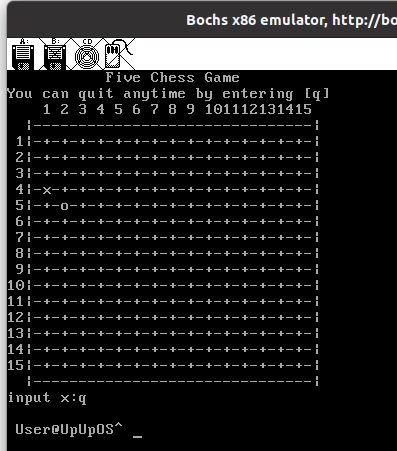 Bochs x86 emulator, http://bo
A: B: CD
Five Chess Game
You can quit anytime by entering [q]
1 2 3 4 5 6 7 8 9 101112131415
|-------------------------------|
1|-+-+-+-+-+-+-+-+-+-+-+-+-+-+-+-|
2|-+-+-+-+-+-+-+-+-+-+-+-+-+-+-+-|
3|-+-+-+-+-+-+-+-+-+-+-+-+-+-+-+-|
4|-x-+-+-+-+-+-+-+-+-+-+-+-+-+-+-|
5|-+-o-+-+-+-+-+-+-+-+-+-+-+-+-+-|
6|-+-+-+-+-+-+-+-+-+-+-+-+-+-+-+-|
7|-+-+-+-+-+-+-+-+-+-+-+-+-+-+-+-|
8|-+-+-+-+-+-+-+-+-+-+-+-+-+-+-+-|
9|-+-+-+-+-+-+-+-+-+-+-+-+-+-+-+-|
10|-+-+-+-+-+-+-+-+-+-+-+-+-+-+-+-|
11|-+-+-+-+-+-+-+-+-+-+-+-+-+-+-+-|
12|-+-+-+-+-+-+-+-+-+-+-+-+-+-+-+-|
13|-+-+-+-+-+-+-+-+-+-+-+-+-+-+-+-|
14|-+-+-+-+-+-+-+-+-+-+-+-+-+-+-+-|
15|-+-+-+-+-+-+-+-+-+-+-+-+-+-+-+-|
|-------------------------------|
input x:q
User@UpUpOS^ _